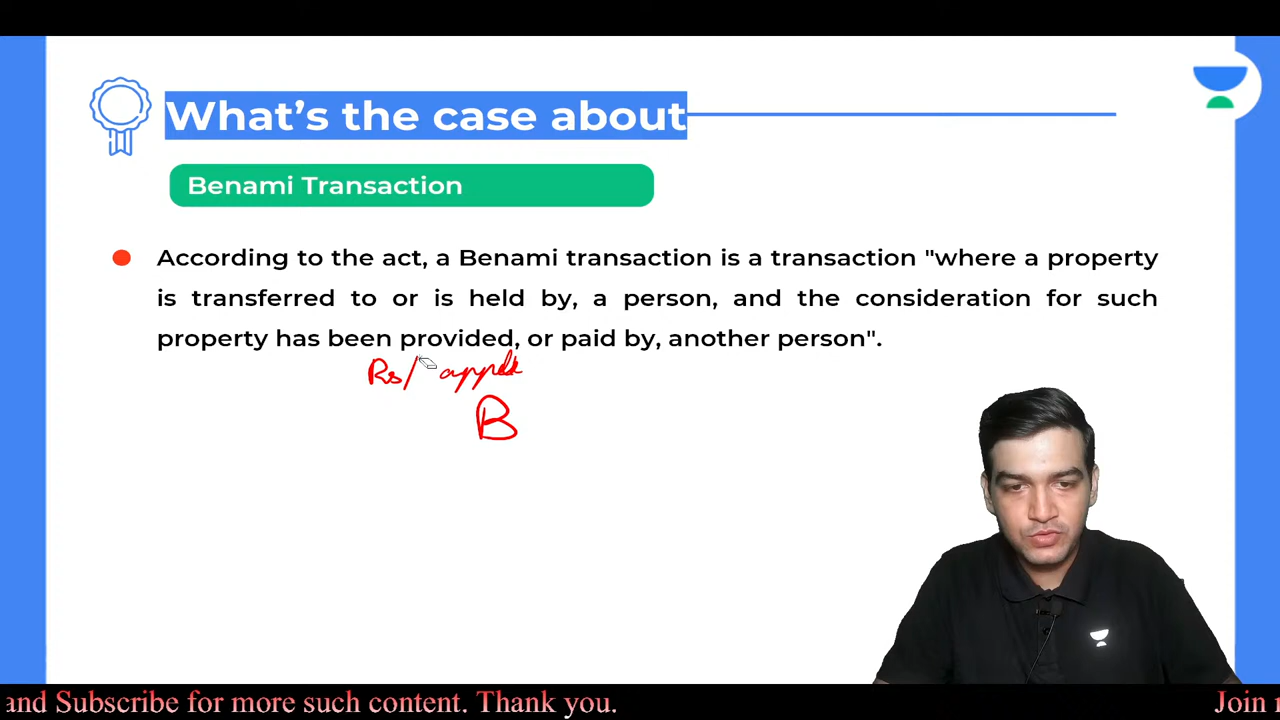 What's the case about
Benami Transaction
According to the act, a Benami transaction is a transaction "where a property
is transferred to or is held by, a person, and the consideration for such
property has been provided, or paid by, another person".
Rs/
B
and Subscribe for more such content. Thank you.
Join